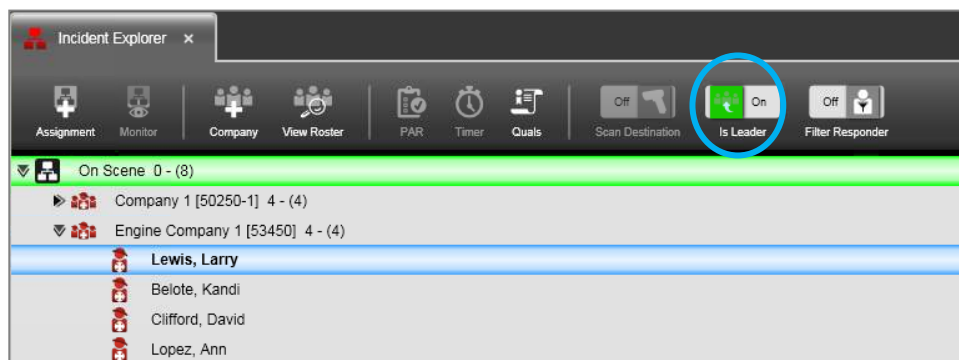 Incident Explorer ×
Off On Off
Assignment Monitor Company View Roster PAR Timer Quals Scan Destination Is Leader Filter Responder
On Scene 0 - (8)
Company 1 [50250-1] 4 - (4)
Engine Company 1 [53450] 4 - (4)
Lewis, Larry
Belote, Kandi
Clifford, David
Lopez, Ann